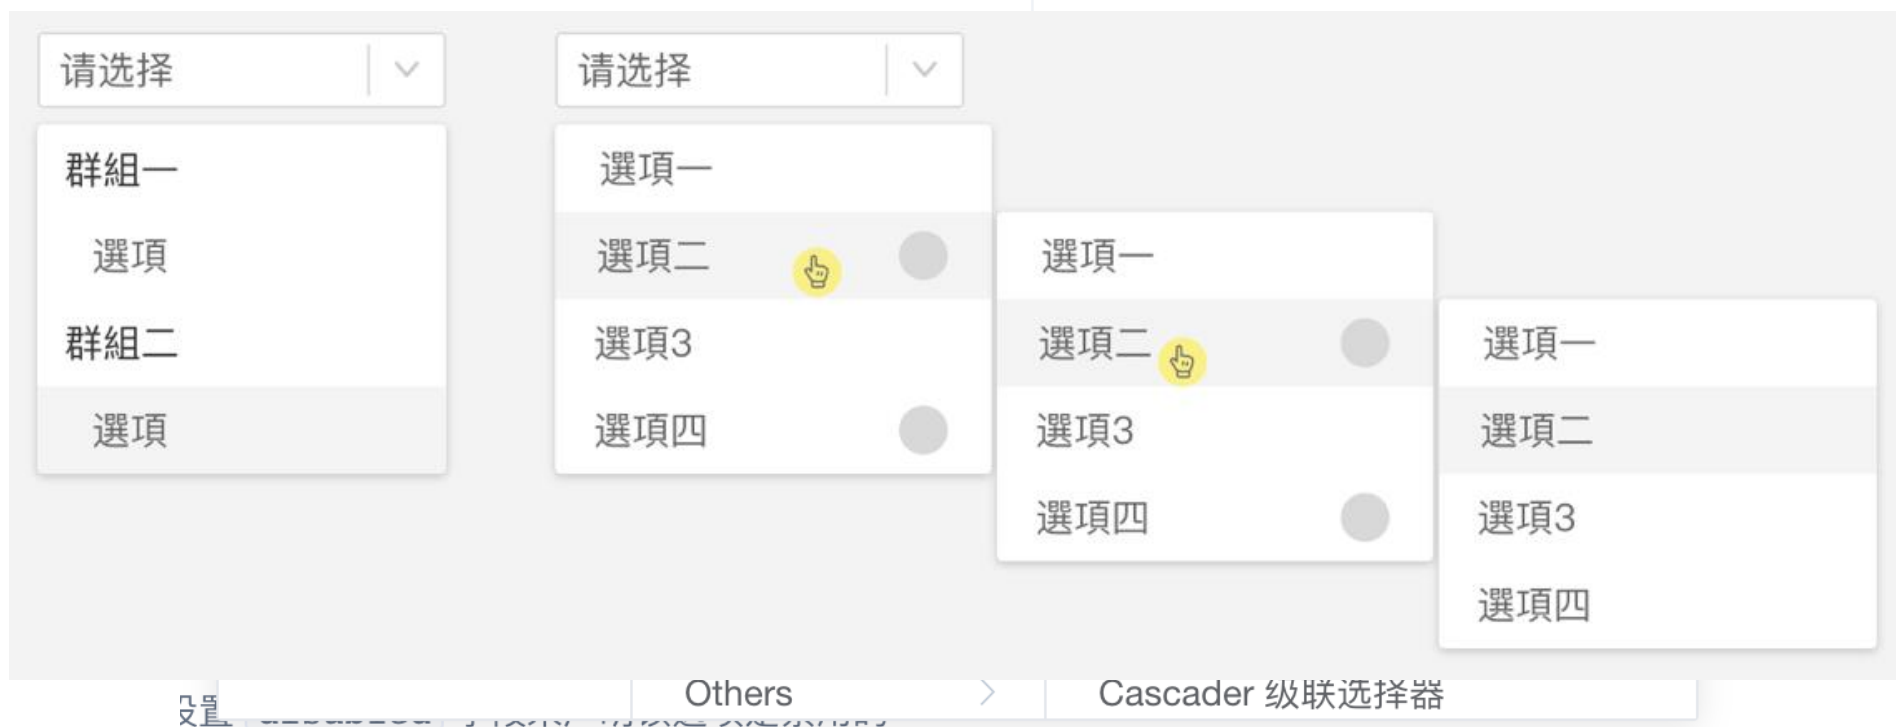 请选择
群組一
選項
群組二
選項
请选择
選項一
選項二
選項3
選項四
選項一
選項二
選項3
選項四
選項一
選項二
選項3
選項四
Others
Cascader 级联选择器
设置